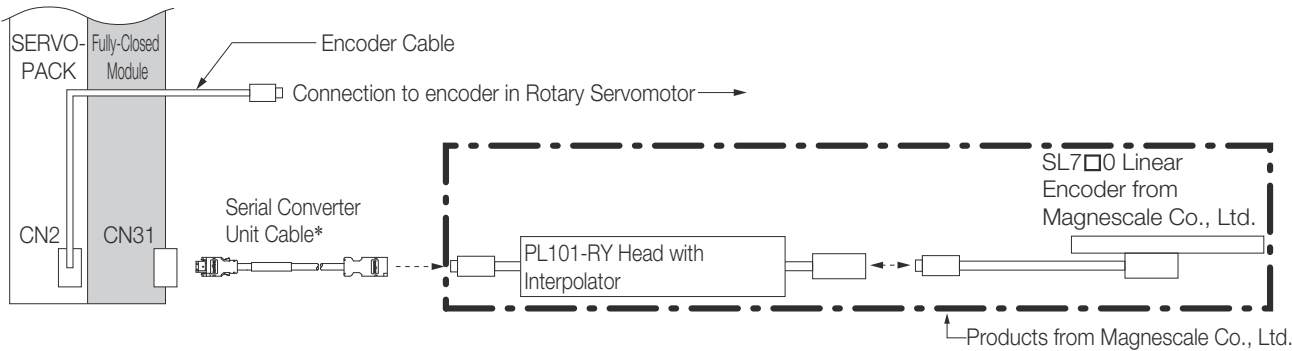 SERVO-
PACK
Fully-Closed
Module
Encoder Cable
Connection to encoder in Rotary Servomotor
CN2
CN31
Serial Converter
Unit Cable*
PL101-RY Head with
Interpolator
SL7□0 Linear
Encoder from
Magnescale Co., Ltd.
Products from Magnescale Co., Ltd.